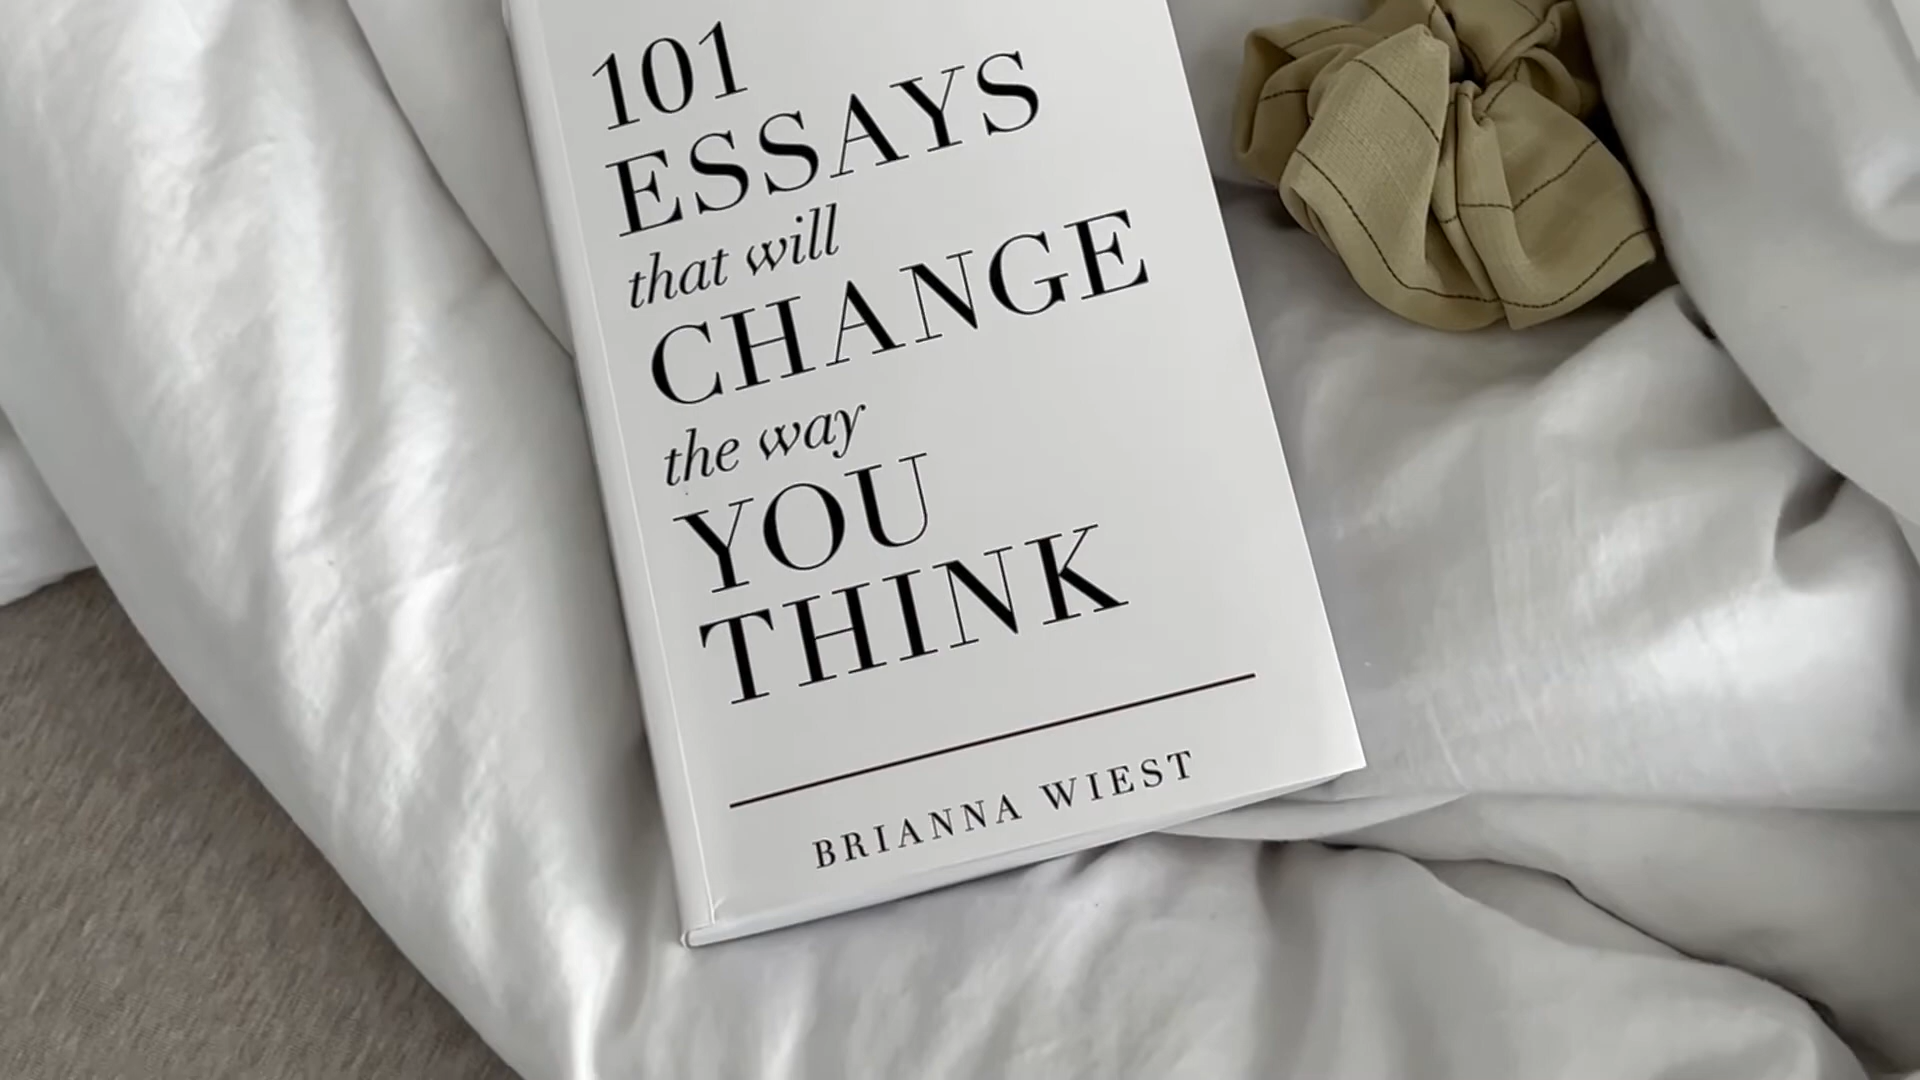 101
ESSAYS
that will
CHANGE
the way
YOU
THINK
BRIANNA WIEST